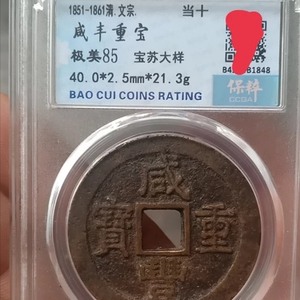 1851-1861清.文宗. 当十
咸丰重宝
极美85 宝苏大样
40.0*2.5mm*21.3g
BAO CUI COINS RATING
保粹
CCGA
咸
寶 重
豐